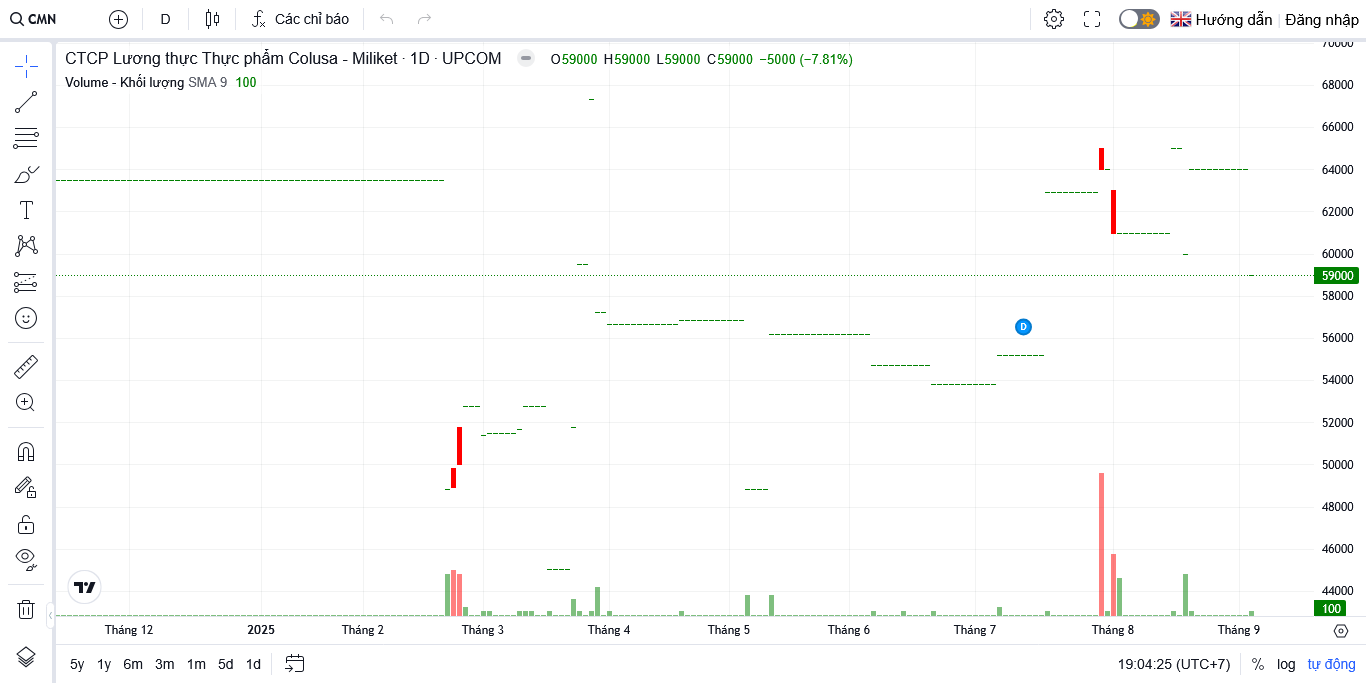 CMN D Các chỉ báo Hướng dẫn Đăng nhập
CTCP Lương thực Thực phẩm Colusa - Miliket · 1D · UPCOM O59000 H59000 L59000 C59000 −5000 (−7.81%)
Volume - Khối lượng SMA 9 100
70000
68000
66000
64000
62000
60000
59000
58000
56000
54000
52000
50000
48000
46000
44000
100
D
Tháng 12 2025 Tháng 2 Tháng 3 Tháng 4 Tháng 5 Tháng 6 Tháng 7 Tháng 8 Tháng 9
5y 1y 6m 3m 1m 5d 1d 19:04:25 (UTC+7) % log tự động